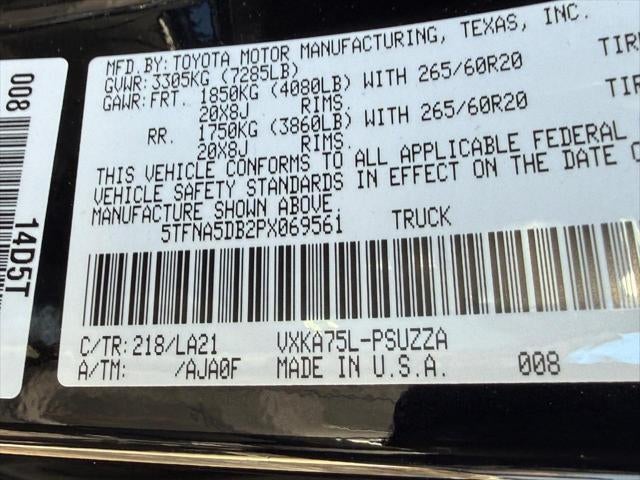 MFD.BY: TOYOTA MOTOR MANUFACTURING, TEXAS, INC.
GVWR: 3305KG (7285LB)
GAWR: FRT. 1850KG (4080LB) WITH 265/60R20 TIR
20X8J RIMS.
RR. 1750KG (3860LB) WITH 265/60R20 TIR
20X8J RIMS.
THIS VEHICLE CONFORMS TO ALL APPLICABLE FEDERAL
VEHICLE SAFETY STANDARDS IN EFFECT ON THE DATE O
MANUFACTURE SHOWN ABOVE
5TFNA5DB2PX069561 TRUCK
C/TR: 218/LA21 VXKA75L-PSUZZA
A/TM: /AJA0F MADE IN U.S.A. 008
008
14D5T